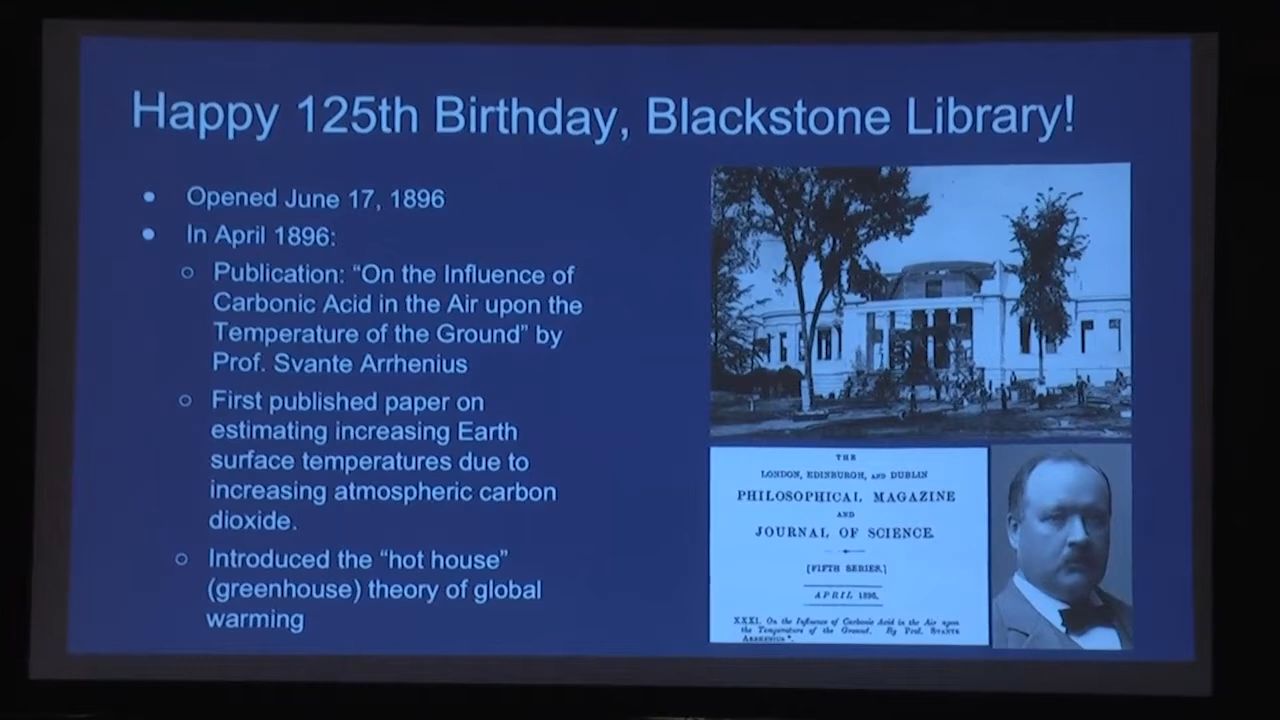 Happy 125th Birthday, Blackstone Library!
• Opened June 17, 1896
• In April 1896:
○ Publication: “On the Influence of
Carbonic Acid in the Air upon the
Temperature of the Ground” by
Prof. Svante Arrhenius
○ First published paper on
estimating increasing Earth
surface temperatures due to
increasing atmospheric carbon
dioxide.
○ Introduced the “hot house”
(greenhouse) theory of global
warming
THE
LONDON, EDINBURGH, AND DUBLIN
PHILOSOPHICAL MAGAZINE
AND
JOURNAL OF SCIENCE.
[FIFTH SERIES.]
APRIL 1896.
XXXI. On the Influence of Carbonic Acid in the Air upon
the Temperature of the Ground. By Prof. SVANTE
ARRHENIUS*.